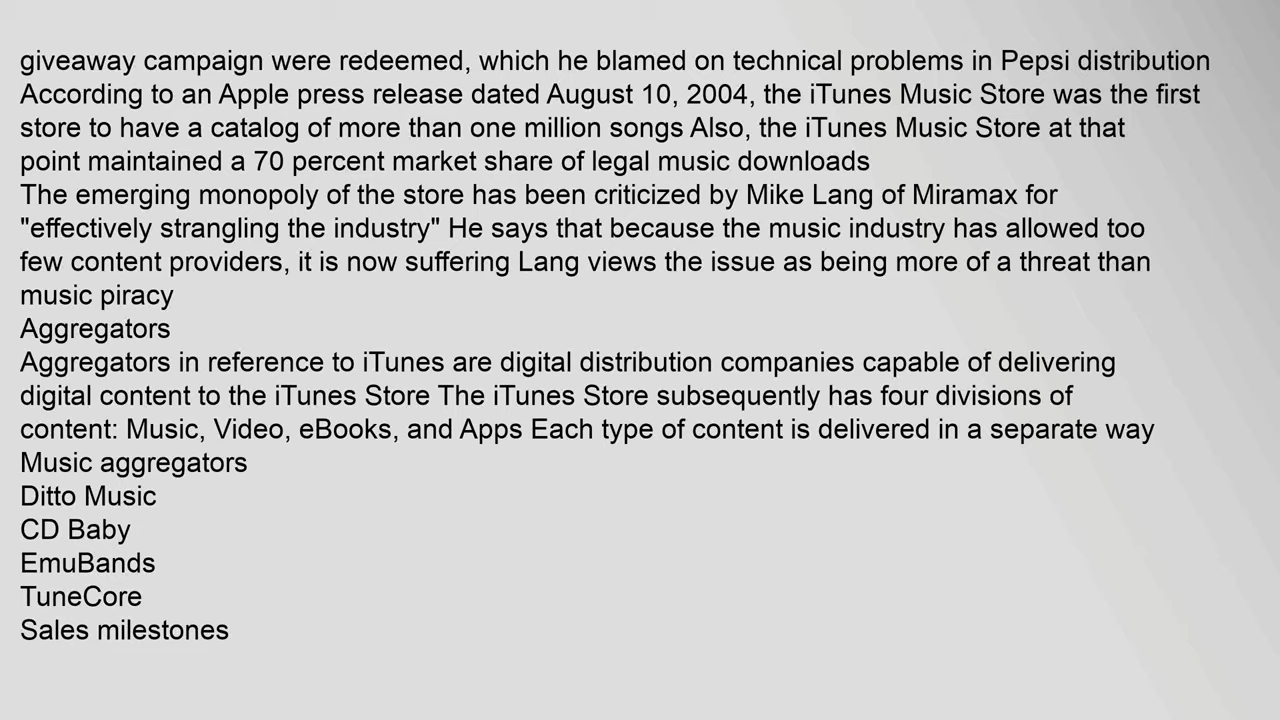 giveaway campaign were redeemed, which he blamed on technical problems in Pepsi distribution
According to an Apple press release dated August 10, 2004, the iTunes Music Store was the first
store to have a catalog of more than one million songs Also, the iTunes Music Store at that
point maintained a 70 percent market share of legal music downloads
The emerging monopoly of the store has been criticized by Mike Lang of Miramax for
"effectively strangling the industry" He says that because the music industry has allowed too
few content providers, it is now suffering Lang views the issue as being more of a threat than
music piracy
Aggregators
Aggregators in reference to iTunes are digital distribution companies capable of delivering
digital content to the iTunes Store The iTunes Store subsequently has four divisions of
content: Music, Video, eBooks, and Apps Each type of content is delivered in a separate way
Music aggregators
Ditto Music
CD Baby
EmuBands
TuneCore
Sales milestones